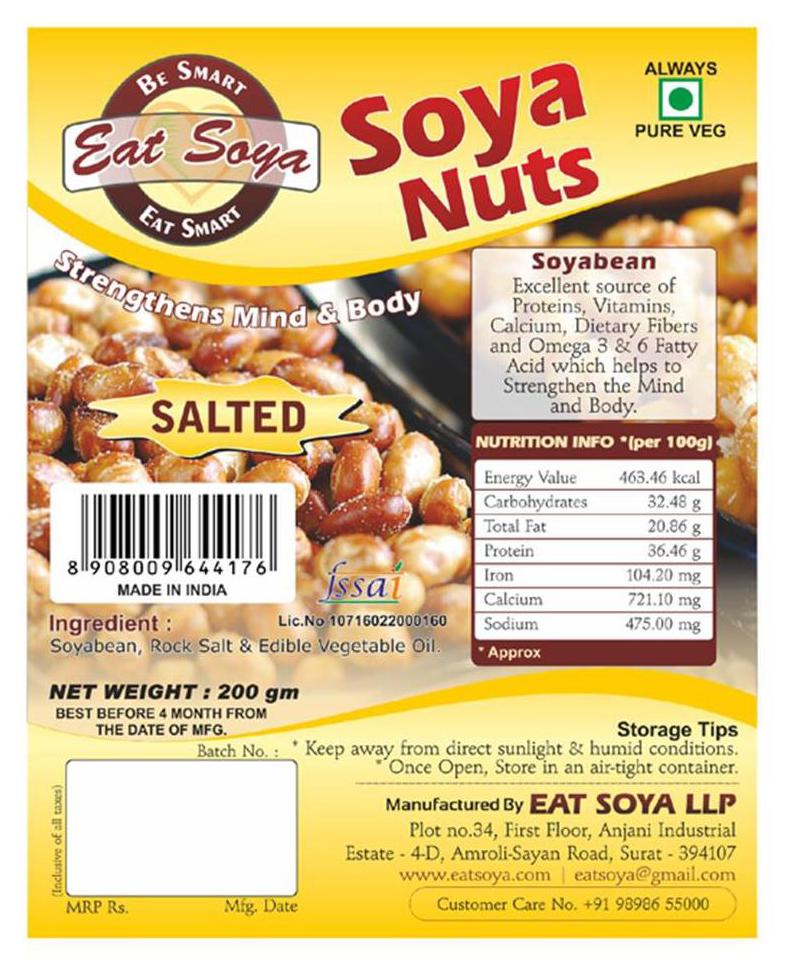 BE SMART
Eat Soya
EAT SMART
Soya
Nuts
ALWAYS
PURE VEG
Strengthens Mind & Body
SALTED
Soyabean
Excellent source of
Proteins, Vitamins,
Calcium, Dietary Fibers
and Omega 3 & 6 Fatty
Acid which helps to
Strengthen the Mind
and Body.
NUTRITION INFO *(per 100g)
Energy Value 463.46 kcal
Carbohydrates 32.48 g
Total Fat 20.86 g
Protein 36.46 g
Iron 104.20 mg
Calcium 721.10 mg
Sodium 475.00 mg
* Approx
8 908009 644176
MADE IN INDIA
fssai
Lic.No 10716022000160
Ingredient :
Soyabean, Rock Salt & Edible Vegetable Oil.
NET WEIGHT : 200 gm
BEST BEFORE 4 MONTH FROM
THE DATE OF MFG.
Batch No. :
(Inclusive of all taxes)
MRP Rs. Mfg. Date
Storage Tips
* Keep away from direct sunlight & humid conditions.
* Once Open, Store in an air-tight container.
Manufactured By EAT SOYA LLP
Plot no.34, First Floor, Anjani Industrial
Estate - 4-D, Amroli-Sayan Road, Surat - 394107
www.eatsoya.com | eatsoya@gmail.com
Customer Care No. +91 98986 55000